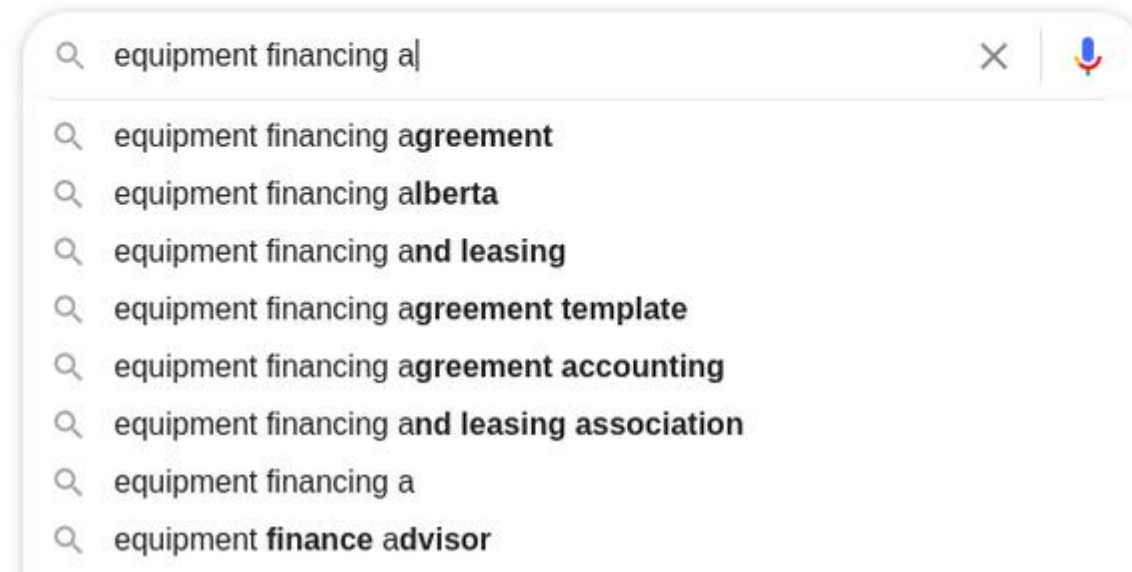 equipment financing a
equipment financing agreement
equipment financing alberta
equipment financing and leasing
equipment financing agreement template
equipment financing agreement accounting
equipment financing and leasing association
equipment financing a
equipment finance advisor